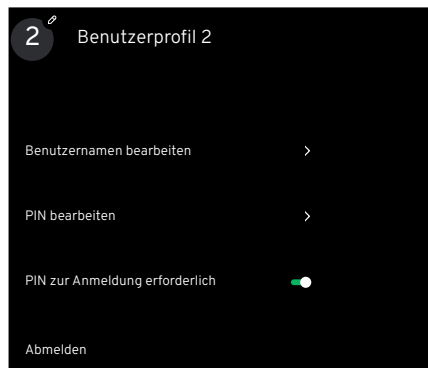 2 Benutzerprofil 2
Benutzernamen bearbeiten
PIN bearbeiten
PIN zur Anmeldung erforderlich
Abmelden